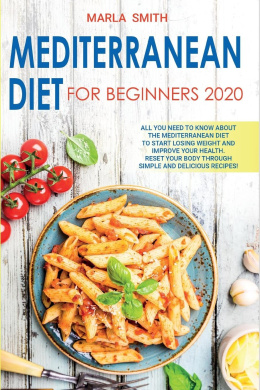 MARLA SMITH
MEDITERRANEAN
DIET FOR BEGINNERS 2020
ALL YOU NEED TO KNOW ABOUT
THE MEDITERRANEAN DIET
TO START LOSING WEIGHT AND
IMPROVE YOUR HEALTH.
RESET YOUR BODY THROUGH
SIMPLE AND DELICIOUS RECIPES!